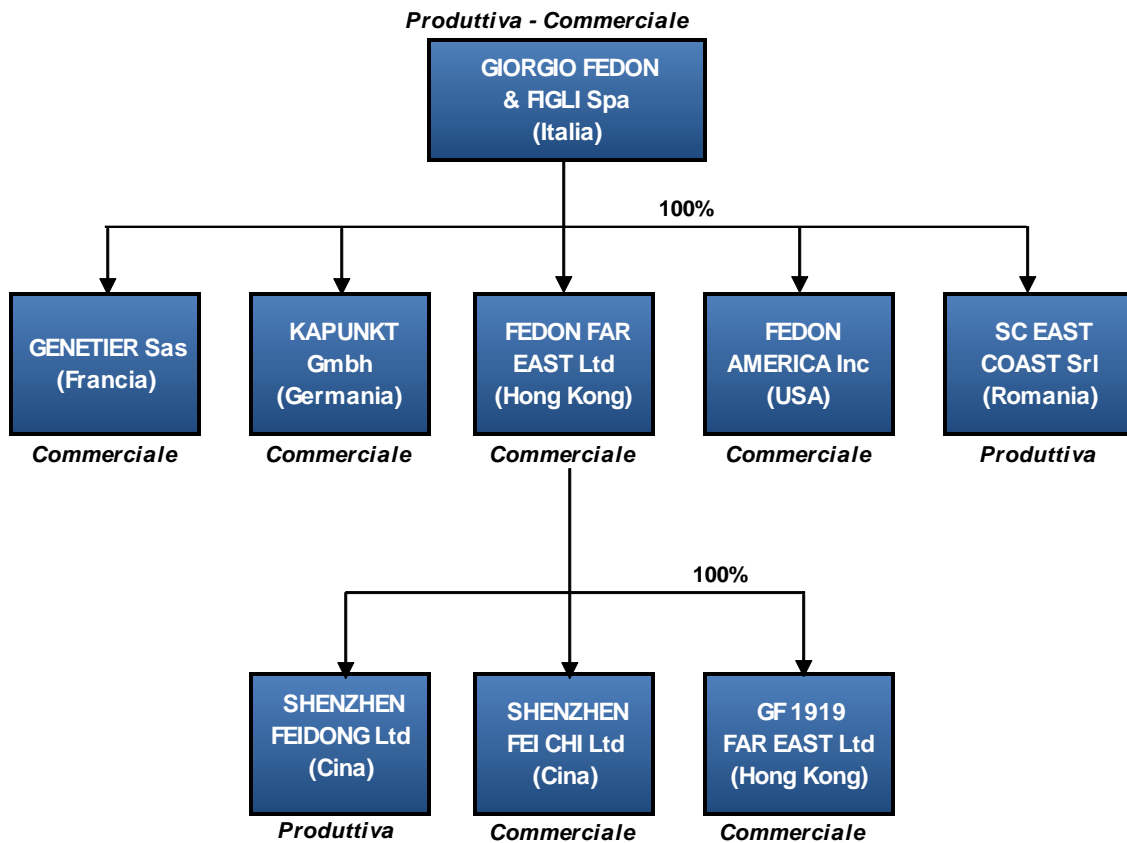 Produttiva - Commerciale
GIORGIO FEDON
& FIGLI Spa
(Italia)
100%
GENETIER Sas
(Francia)
Commerciale
KAPUNKT
Gmbh
(Germania)
Commerciale
FEDON FAR
EAST Ltd
(Hong Kong)
Commerciale
FEDON
AMERICA Inc
(USA)
Commerciale
SC EAST
COAST Srl
(Romania)
Produttiva
100%
SHENZHEN
FEIDONG Ltd
(Cina)
Produttiva
SHENZHEN
FEI CHI Ltd
(Cina)
Commerciale
GF 1919
FAR EAST Ltd
(Hong Kong)
Commerciale